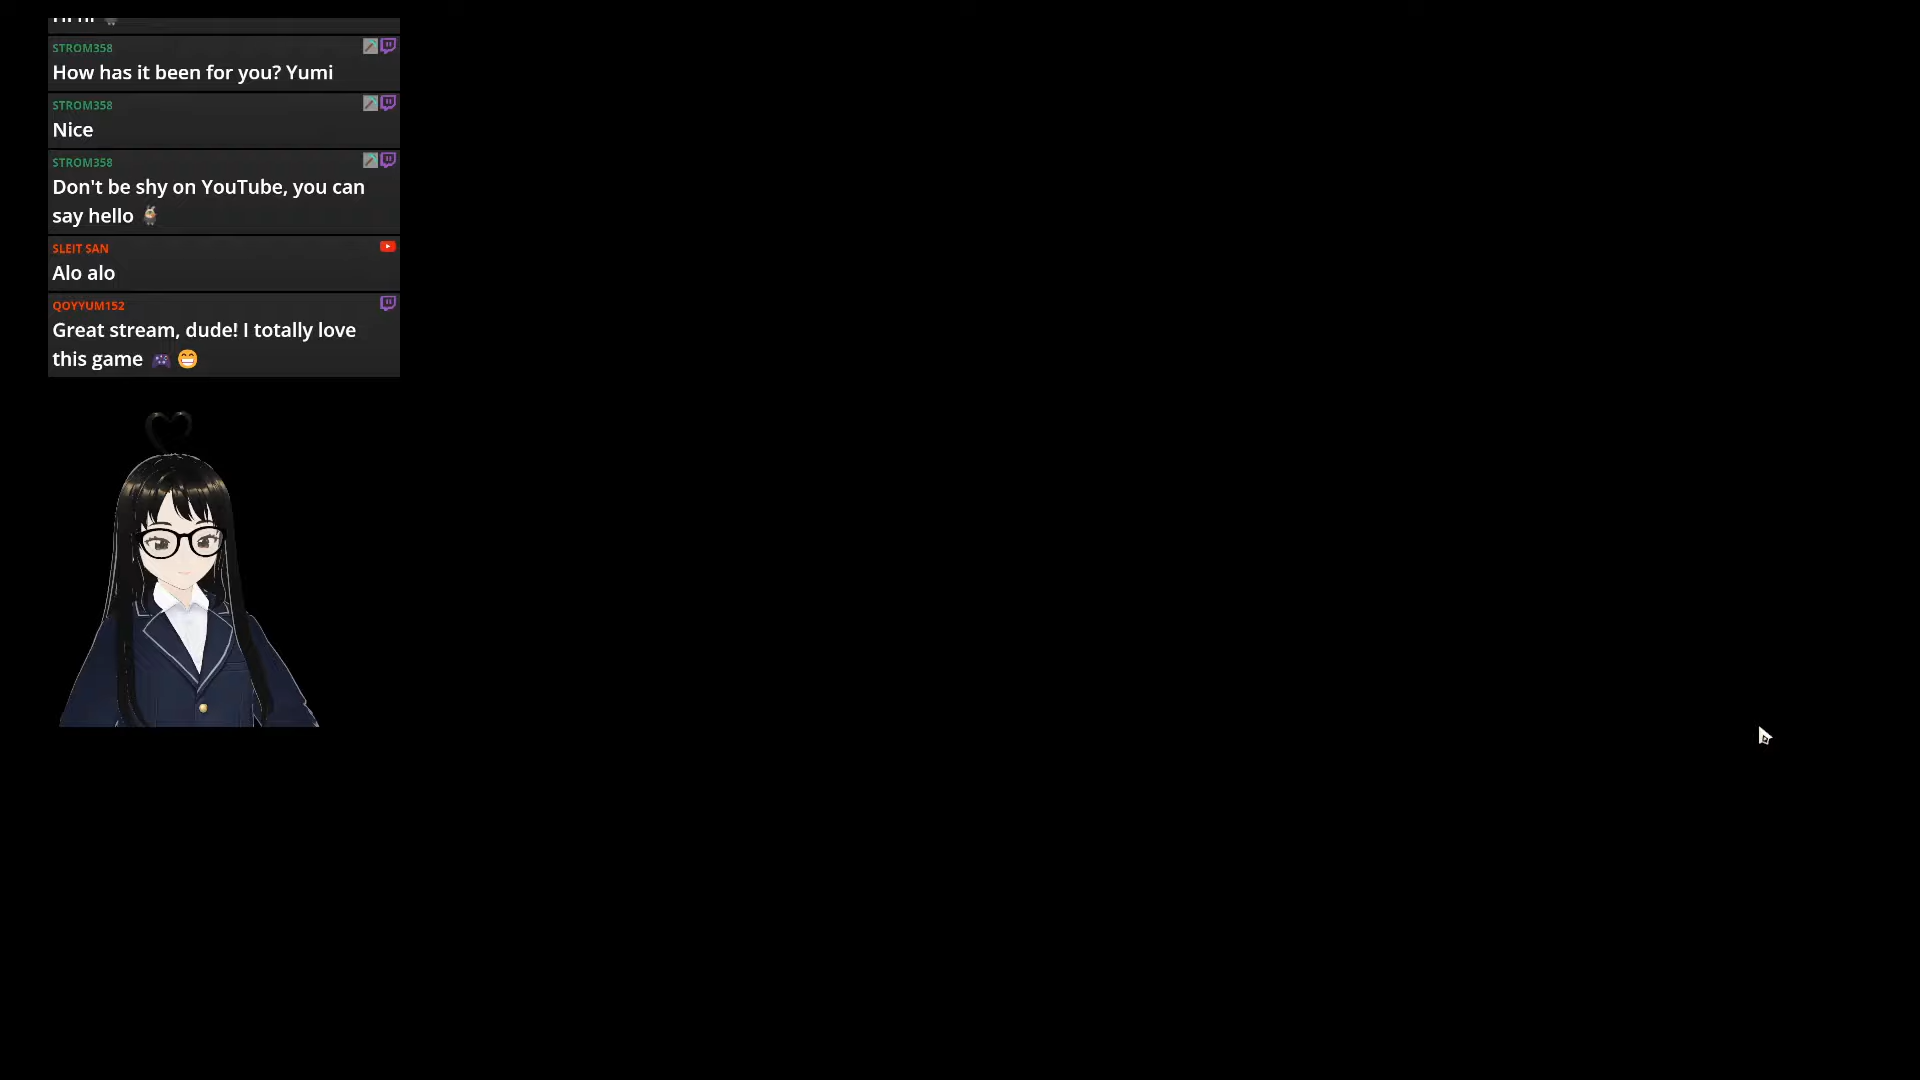 STROM358
How has it been for you? Yumi
STROM358
Nice
STROM358
Don't be shy on YouTube, you can
say hello
SLEIT SAN
Alo alo
QOYYUM152
Great stream, dude! I totally love
this game 🎮 😁